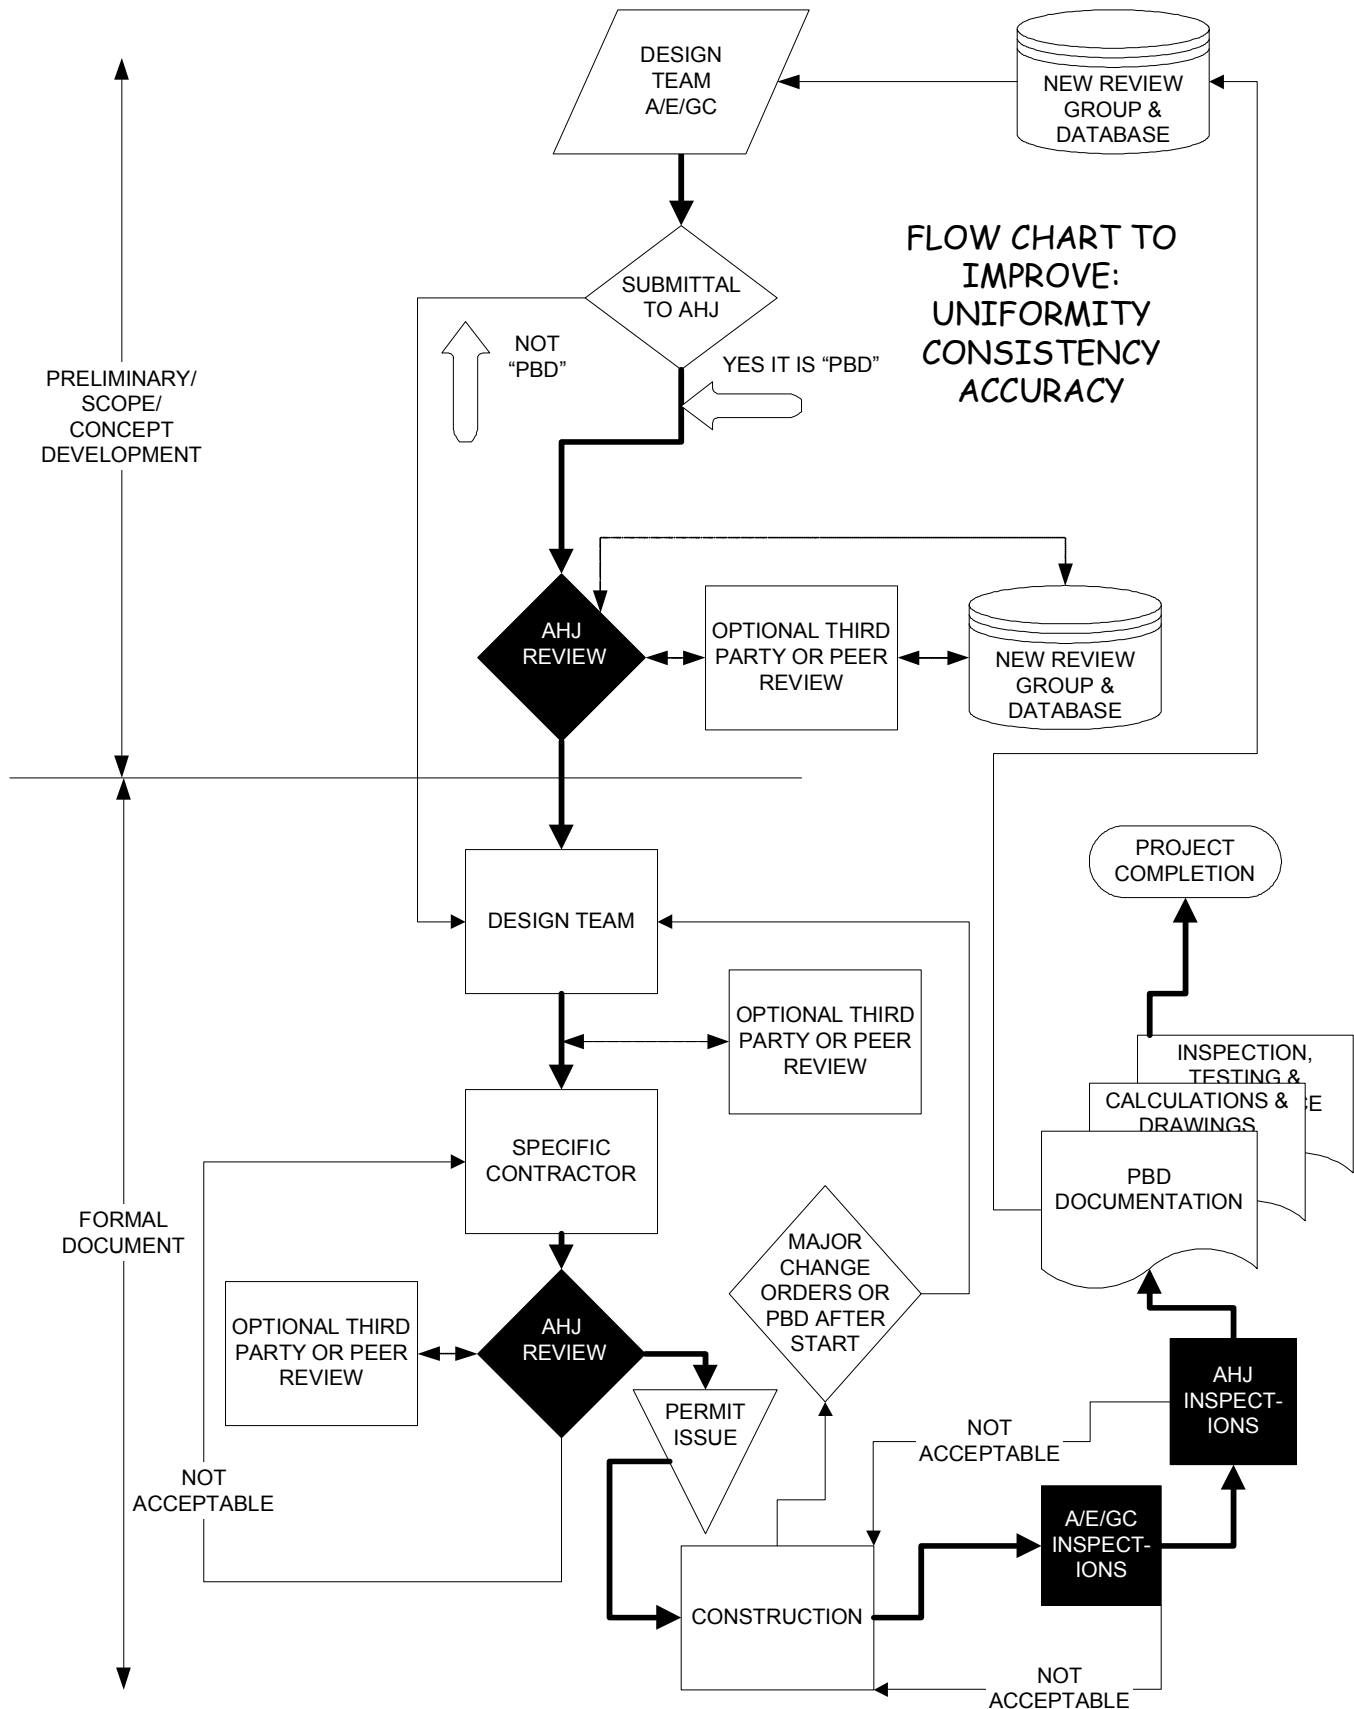 DESIGN
TEAM
A/E/GC
NEW REVIEW
GROUP &
DATABASE
FLOW CHART TO
IMPROVE:
UNIFORMITY
CONSISTENCY
ACCURACY
SUBMITTAL
TO AHJ
NOT
“PBD”
YES IT IS “PBD”
PRELIMINARY/
SCOPE/
CONCEPT
DEVELOPMENT
AHJ
REVIEW
OPTIONAL THIRD
PARTY OR PEER
REVIEW
NEW REVIEW
GROUP &
DATABASE
PROJECT
COMPLETION
DESIGN TEAM
OPTIONAL THIRD
PARTY OR PEER
REVIEW
INSPECTION,
TESTING &
CE
CALCULATIONS &
DRAWINGS
PBD
DOCUMENTATION
SPECIFIC
CONTRACTOR
FORMAL
DOCUMENT
MAJOR
CHANGE
ORDERS OR
PBD AFTER
START
OPTIONAL THIRD
PARTY OR PEER
REVIEW
AHJ
REVIEW
PERMIT
ISSUE
AHJ
INSPECT-
IONS
NOT
ACCEPTABLE
NOT
ACCEPTABLE
A/E/GC
INSPECT-
IONS
CONSTRUCTION
NOT
ACCEPTABLE